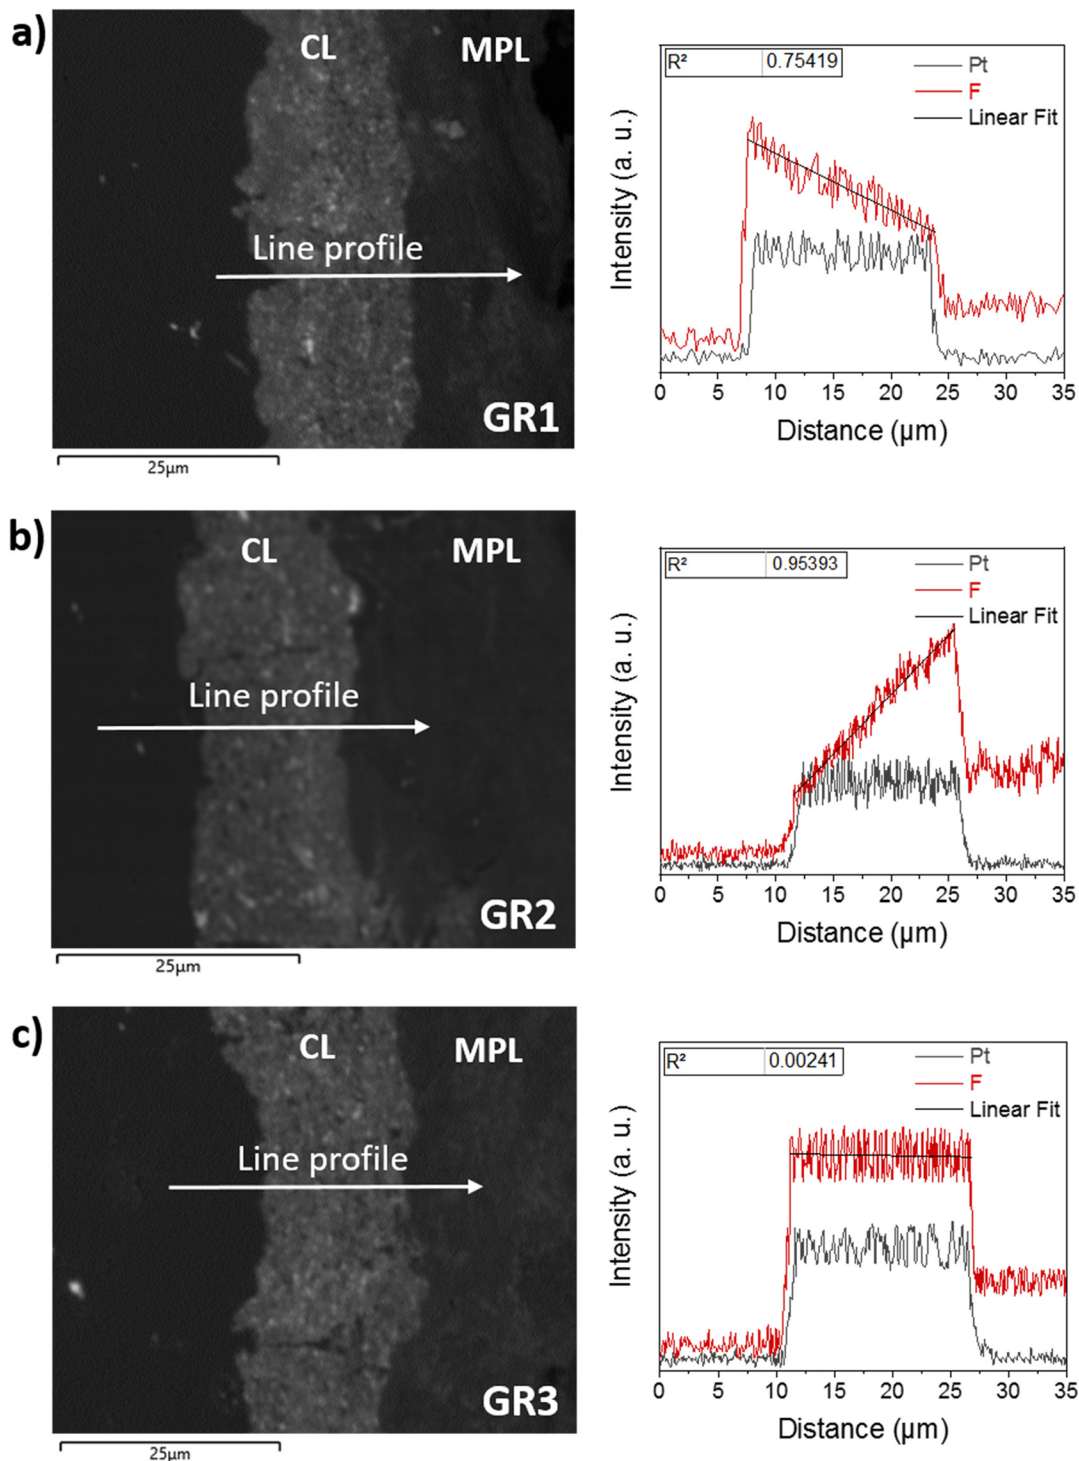 a)
CL
MPL
Line profile
GR1
25μm
R² 0.75419
Pt
F
Linear Fit
Intensity (a. u.)
0 5 10 15 20 25 30 35
Distance (μm)
b)
CL
MPL
Line profile
GR2
25μm
R² 0.95393
Pt
F
Linear Fit
Intensity (a. u.)
0 5 10 15 20 25 30 35
Distance (μm)
c)
CL
MPL
Line profile
GR3
25μm
R² 0.00241
Pt
F
Linear Fit
Intensity (a. u.)
0 5 10 15 20 25 30 35
Distance (μm)